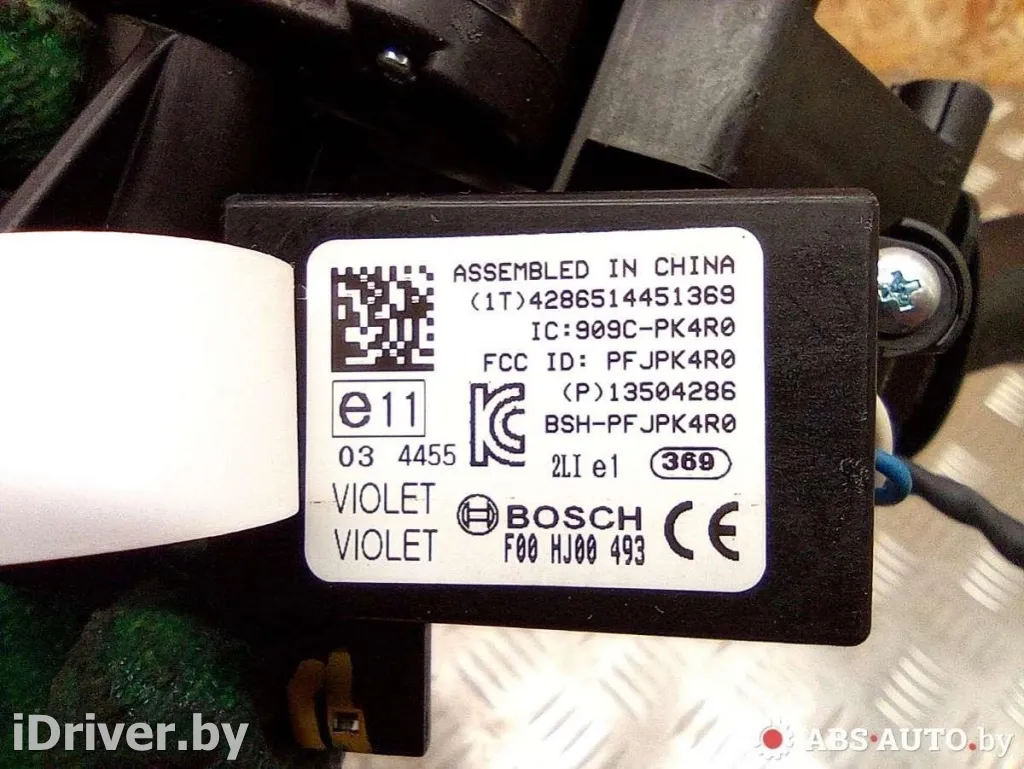 ASSEMBLED IN CHINA
(1T)4286514451369
IC:909C-PK4R0
FCC ID: PFJPK4R0
(P)13504286
BSH-PFJPK4R0
e11
03 4455
KC
2LI e1 369
VIOLET
VIOLET
BOSCH
F00 HJ00 493
CE
iDriver.by
ABS-AUTO.by